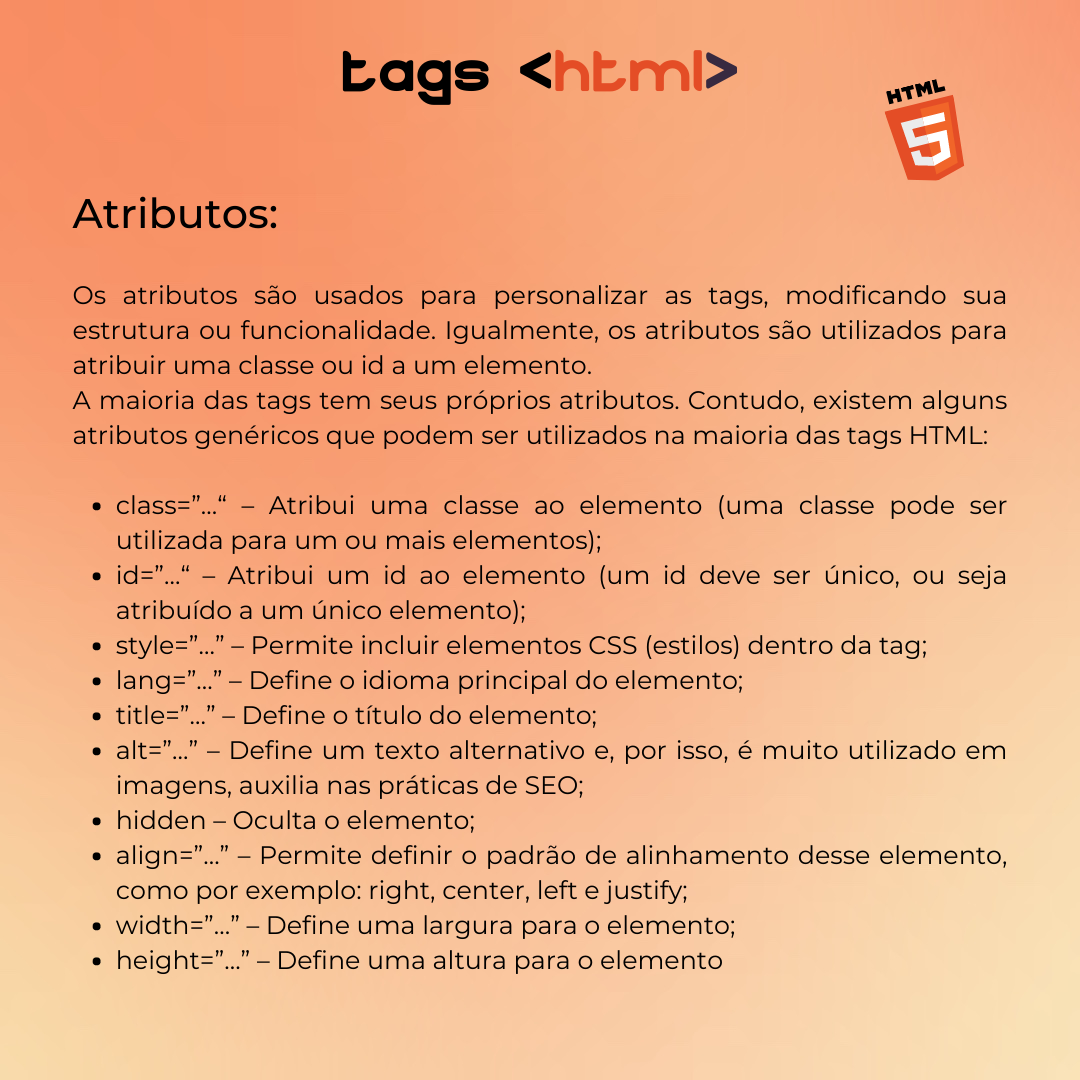 tags <html>
HTML
5
Atributos:
Os atributos são usados para personalizar as tags, modificando sua
estrutura ou funcionalidade. Igualmente, os atributos são utilizados para
atribuir uma classe ou id a um elemento.
A maioria das tags tem seus próprios atributos. Contudo, existem alguns
atributos genéricos que podem ser utilizados na maioria das tags HTML:
• class=”...“ – Atribui uma classe ao elemento (uma classe pode ser
utilizada para um ou mais elementos);
• id=”...“ – Atribui um id ao elemento (um id deve ser único, ou seja
atribuído a um único elemento);
• style=”...” – Permite incluir elementos CSS (estilos) dentro da tag;
• lang=”...” – Define o idioma principal do elemento;
• title=”...” – Define o título do elemento;
• alt=”...” – Define um texto alternativo e, por isso, é muito utilizado em
imagens, auxilia nas práticas de SEO;
• hidden – Oculta o elemento;
• align=”...” – Permite definir o padrão de alinhamento desse elemento,
como por exemplo: right, center, left e justify;
• width=”...” – Define uma largura para o elemento;
• height=”...” – Define uma altura para o elemento